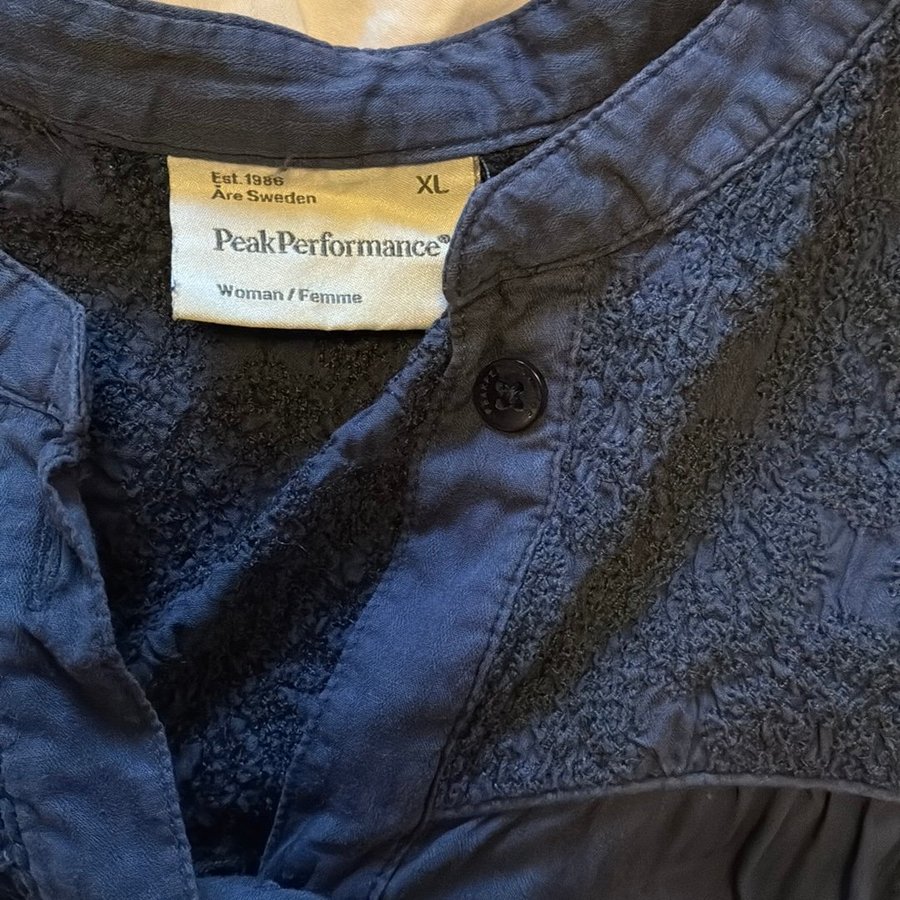 Est.1986
Åre Sweden
XL
PeakPerformance®
Woman/Femme